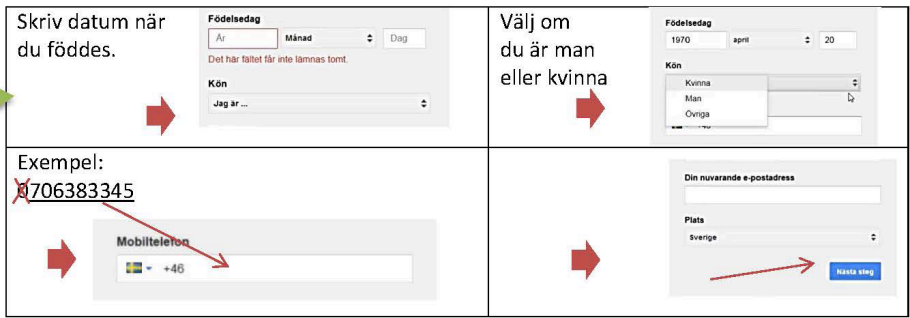 Skriv datum när
du föddes.
Födelsedag
År Månad Dag
Det här fältet får inte lämnas tomt.
Kön
Jag är ...
Välj om
du är man
eller kvinna
Födelsedag
1970 april 20
Kön
Kvinna
Man
Övriga
+46
Exempel:
0706383345
Mobiltelefon
+46
Din nuvarande e-postadress
Plats
Sverige
Nästa steg